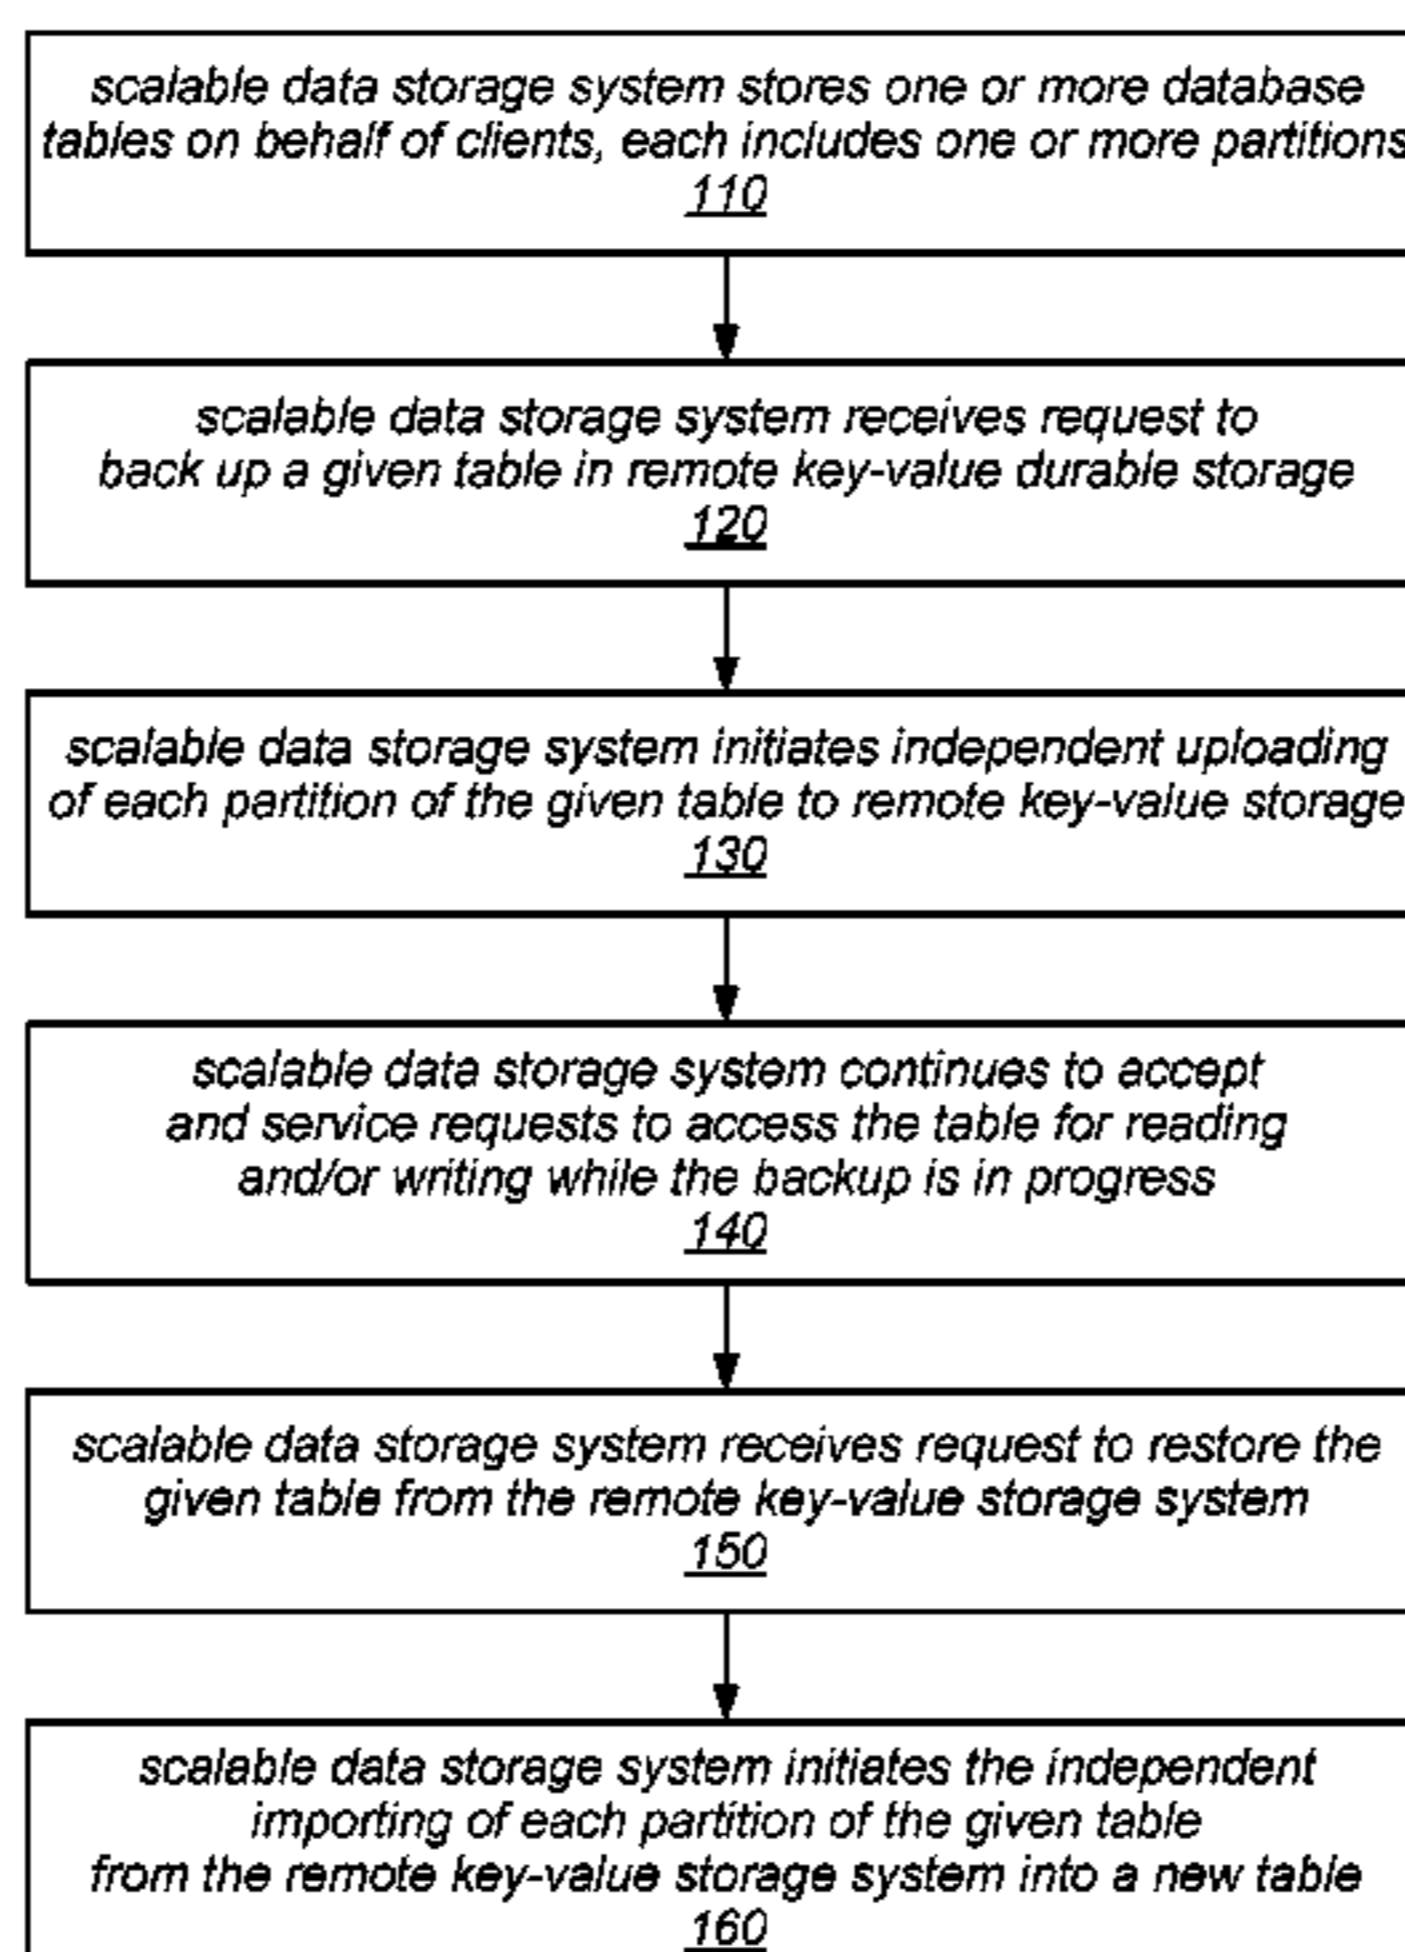 scalable data storage system stores one or more database
tables on behalf of clients, each includes one or more partitions
110
scalable data storage system receives request to
back up a given table in remote key-value durable storage
120
scalable data storage system initiates independent uploading
of each partition of the given table to remote key-value storage
130
scalable data storage system continues to accept
and service requests to access the table for reading
and/or writing while the backup is in progress
140
scalable data storage system receives request to restore the
given table from the remote key-value storage system
150
scalable data storage system initiates the independent
importing of each partition of the given table
from the remote key-value storage system into a new table
160